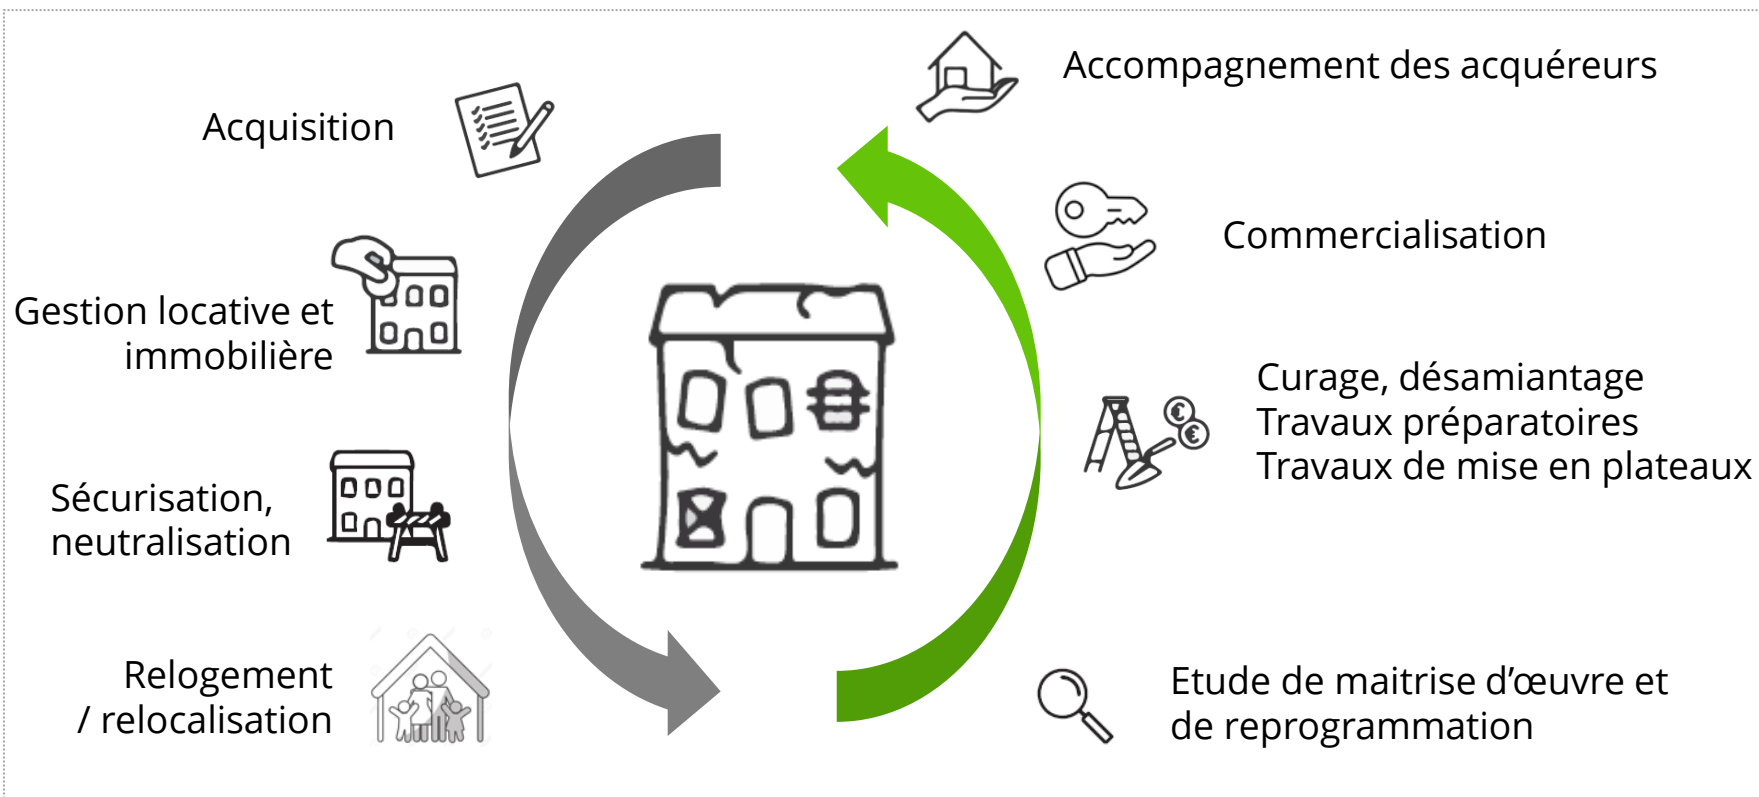 Acquisition
Gestion locative et
immobilière
Sécurisation,
neutralisation
Relogement
/ relocalisation
Accompagnement des acquéreurs
Commercialisation
Curage, désamiantage
Travaux préparatoires
Travaux de mise en plateaux
Etude de maitrise d’œuvre et
de reprogrammation